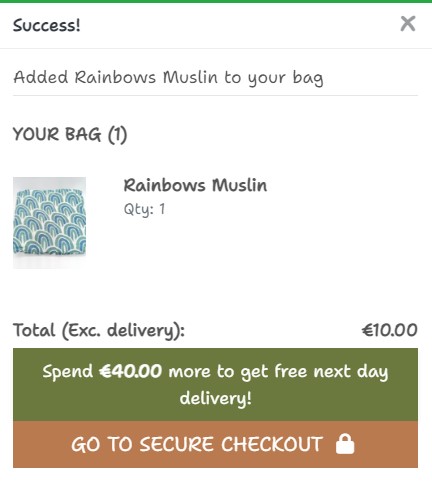 Success!
Added Rainbows Muslin to your bag
YOUR BAG (1)
Rainbows Muslin
Qty: 1
Total (Exc. delivery): €10.00
Spend €40.00 more to get free next day
delivery!
GO TO SECURE CHECKOUT